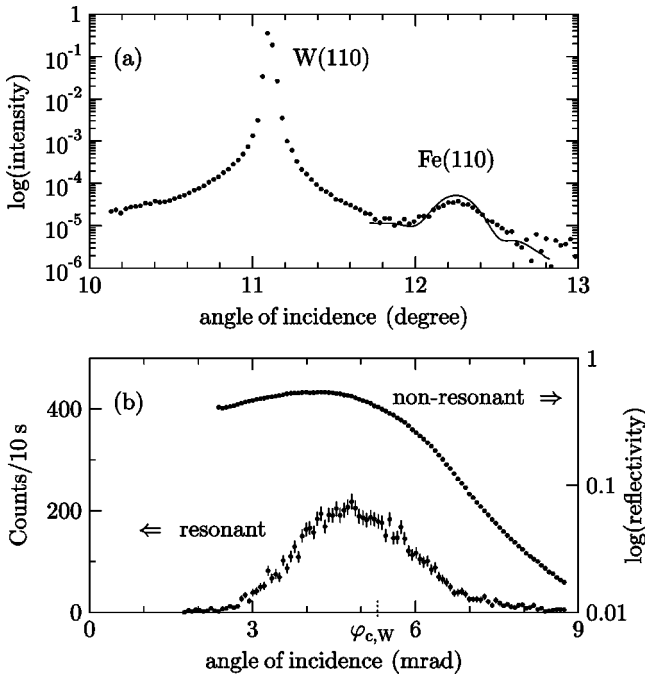 1
10⁻¹
10⁻²
10⁻³
10⁻⁴
10⁻⁵
10⁻⁶
log(intensity)
(a)
W(110)
Fe(110)
10 11 12 13
angle of incidence (degree)
(b)
non-resonant ⇒
⇐ resonant
400
200
0
Counts/10 s
1
0.1
0.01
log(reflectivity)
0 3 6 9
φc,W
angle of incidence (mrad)